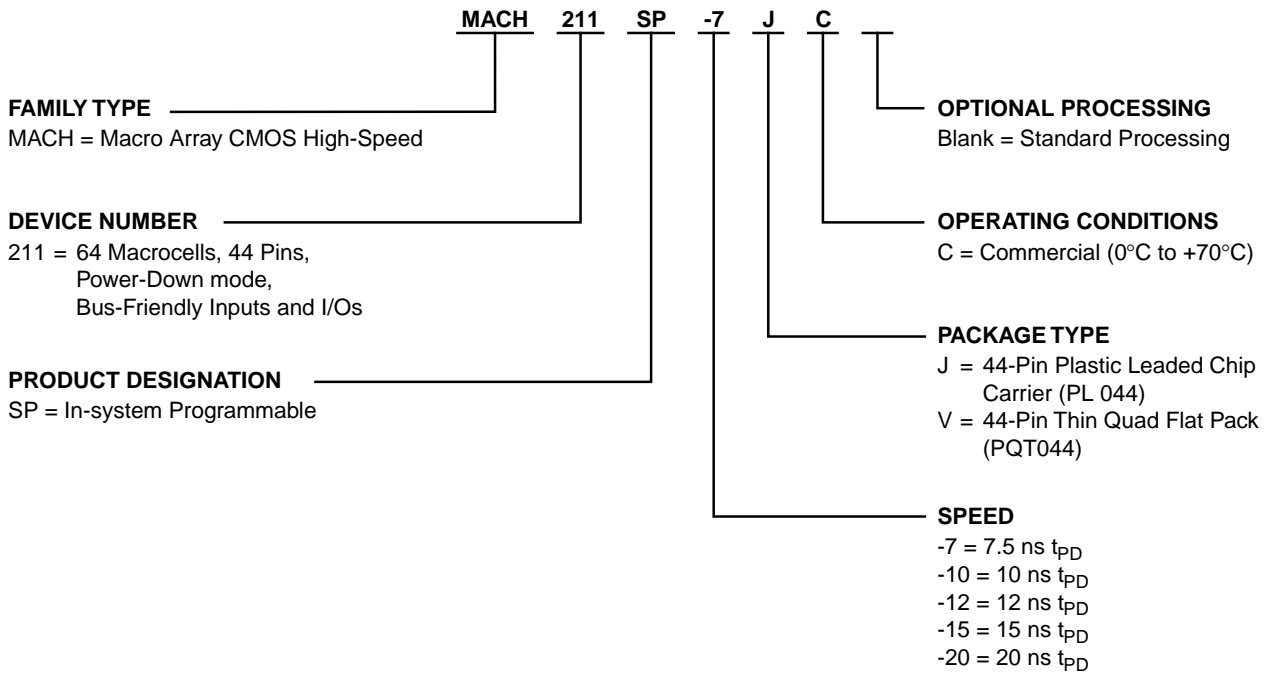 MACH 211 SP -7 J C
FAMILY TYPE
MACH = Macro Array CMOS High-Speed
DEVICE NUMBER
211 = 64 Macrocells, 44 Pins,
Power-Down mode,
Bus-Friendly Inputs and I/Os
PRODUCT DESIGNATION
SP = In-system Programmable
OPTIONAL PROCESSING
Blank = Standard Processing
OPERATING CONDITIONS
C = Commercial (0°C to +70°C)
PACKAGE TYPE
J = 44-Pin Plastic Leaded Chip
Carrier (PL 044)
V = 44-Pin Thin Quad Flat Pack
(PQT044)
SPEED
-7 = 7.5 ns tPD
-10 = 10 ns tPD
-12 = 12 ns tPD
-15 = 15 ns tPD
-20 = 20 ns tPD